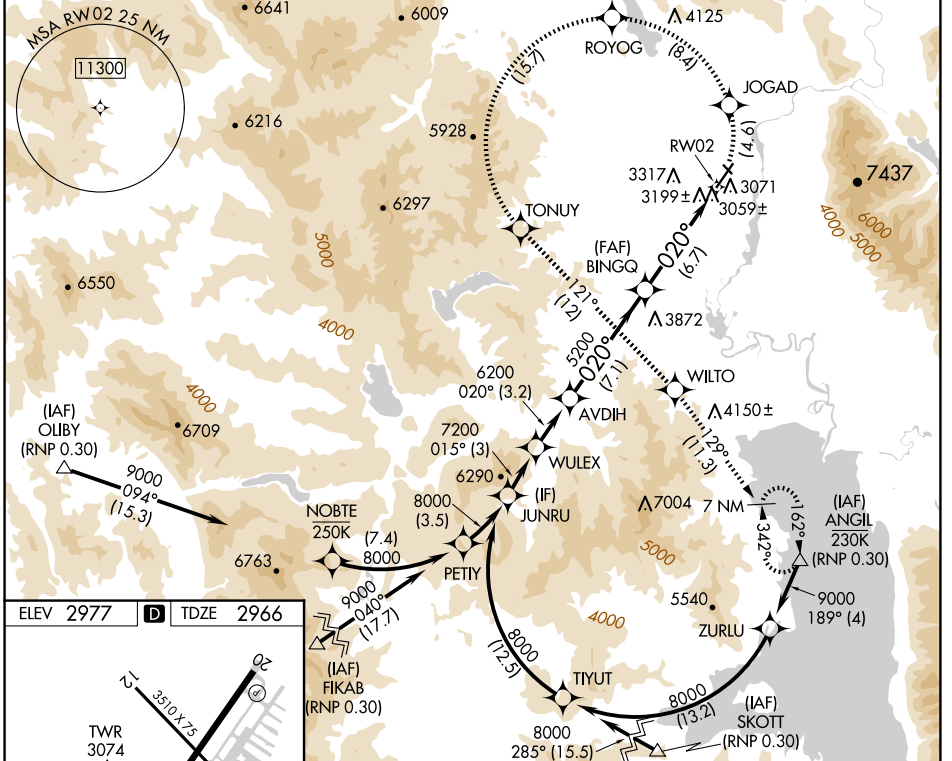 6641
6009
4125
ROYOG
MSA RW02 25 NM
11300
(15.7)
(8.4)
JOGAD
6216
5928
(4.6)
RW02
3317
3199±
3071
3059±
7437
6297
TONUY
4000
6000
5000
5000
(FAF)
BINGQ
020°
(6.7)
6550
121°
(12)
4000
3872
5200
020°
(7.1)
6200
020° (3.2)
WILTO
4000
AVDIH
4150±
(IAF)
OLIBY
(RNP 0.30)
6709
7200
015° (3)
129°
(11.3)
WULEX
6290
9000
094°
(15.3)
8000
(3.5)
(IF)
JUNRU
7004
7 NM
162°
342°
(IAF)
ANGIL
230K
(RNP 0.30)
NOBTE
250K
(7.4)
8000
5000
6763
PETIY
9000
040°
(17.7)
5540
9000
189° (4)
ELEV 2977
D
TDZE 2966
4000
ZURLU
8000
(12.5)
(IAF)
FIKAB
(RNP 0.30)
TIYUT
8000
(13.2)
(IAF)
SKOTT
(RNP 0.30)
8000
285° (15.5)
20
P
12
3510 X 75
TWR
3074